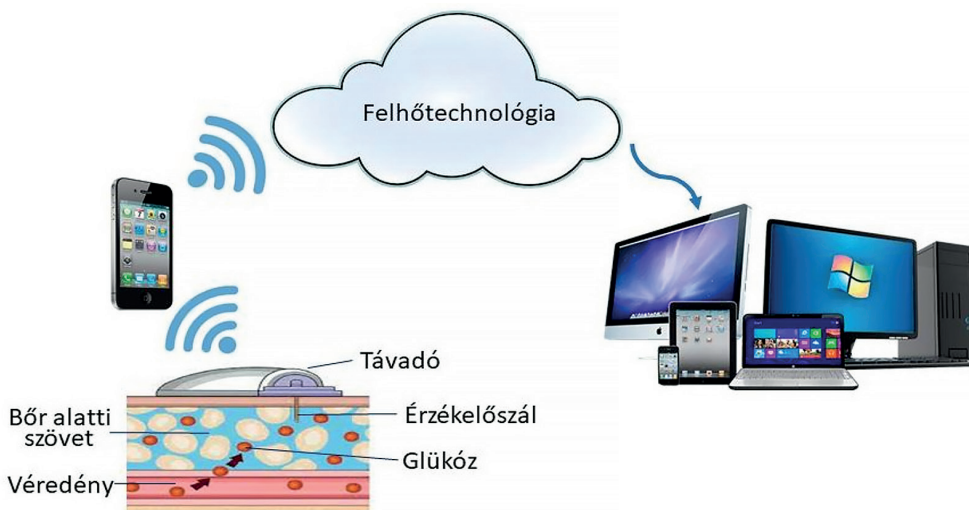 Felhőtechnológia
Távadó
Bőr alatti
szövet
Érzékelőszál
Glükóz
Véredény